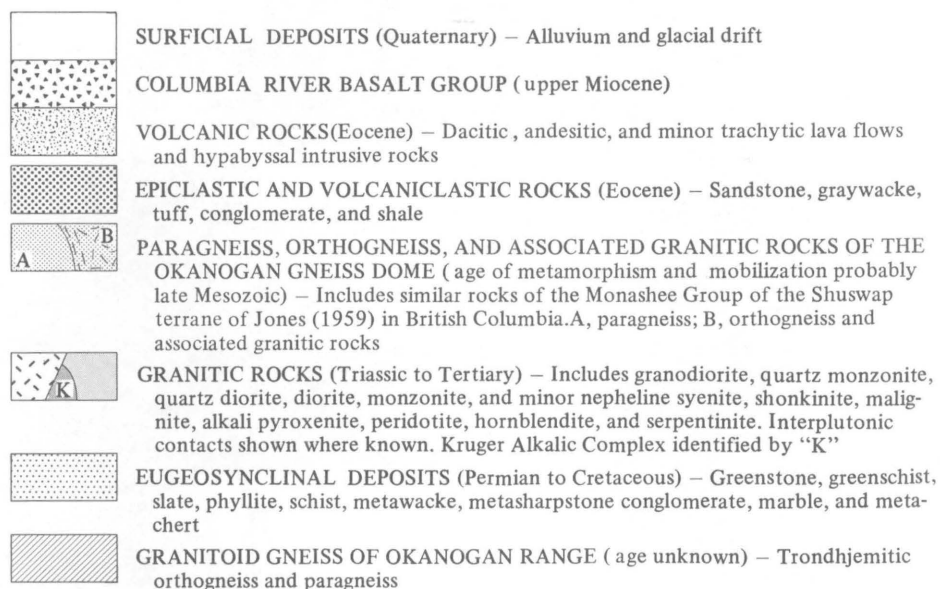 SURFICIAL DEPOSITS (Quaternary) – Alluvium and glacial drift
COLUMBIA RIVER BASALT GROUP ( upper Miocene)
VOLCANIC ROCKS(Eocene) – Dacitic , andesitic, and minor trachytic lava flows
and hypabyssal intrusive rocks
EPICLASTIC AND VOLCANICLASTIC ROCKS (Eocene) – Sandstone, graywacke,
tuff, conglomerate, and shale
A B
PARAGNEISS, ORTHOGNEISS, AND ASSOCIATED GRANITIC ROCKS OF THE
OKANOGAN GNEISS DOME ( age of metamorphism and mobilization probably
late Mesozoic) – Includes similar rocks of the Monashee Group of the Shuswap
terrane of Jones (1959) in British Columbia.A, paragneiss; B, orthogneiss and
associated granitic rocks
K
GRANITIC ROCKS (Triassic to Tertiary) – Includes granodiorite, quartz monzonite,
quartz diorite, diorite, monzonite, and minor nepheline syenite, shonkinite, malig-
nite, alkali pyroxenite, peridotite, hornblendite, and serpentinite. Interplutonic
contacts shown where known. Kruger Alkalic Complex identified by “K”
EUGEOSYNCLINAL DEPOSITS (Permian to Cretaceous) – Greenstone, greenschist,
slate, phyllite, schist, metawacke, metasharpstone conglomerate, marble, and meta-
chert
GRANITOID GNEISS OF OKANOGAN RANGE ( age unknown) – Trondhjemitic
orthogneiss and paragneiss